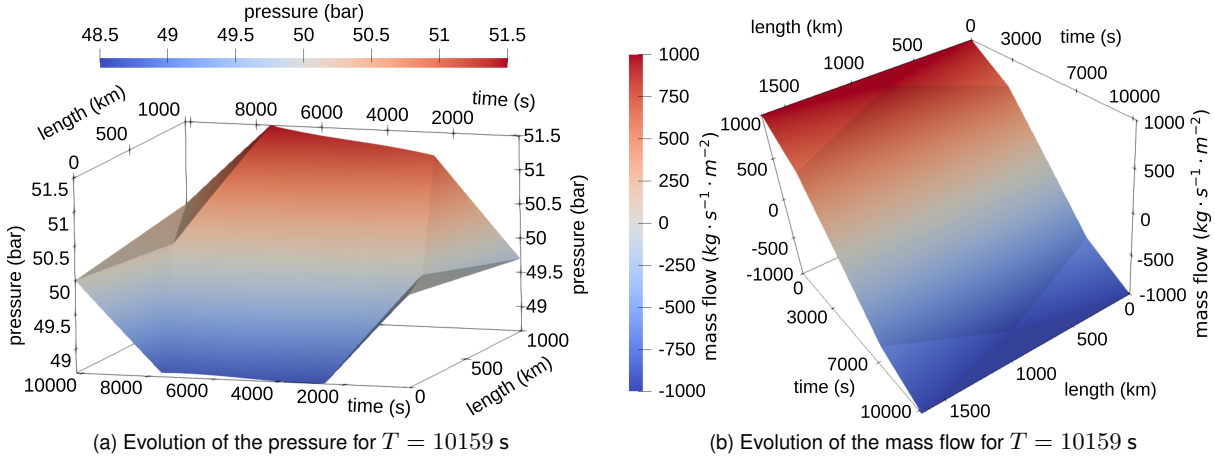 pressure (bar)
48.5 49 49.5 50 50.5 51 51.5
length (km)
0 500 1000
8000 6000 4000 2000
time (s)
51.5
51
50.5
50
49.5
49
pressure (bar)
51.5
51
50.5
50
49.5
49
pressure (bar)
10000 8000 6000 4000 2000
time (s)
0 500 1000
length (km)
(a) Evolution of the pressure for T = 10159 s
1000
750
500
250
0
-250
-500
-750
-1000
mass flow (kg · s⁻¹ · m⁻²)
length (km)
1500 1000 500 0
3000 7000 10000
time (s)
1000
500
0
-500
-1000
1000
500
0
-500
-1000
mass flow (kg · s⁻¹ · m⁻²)
0
3000
7000
10000
time (s)
1500 1000 500 0
length (km)
(b) Evolution of the mass flow for T = 10159 s